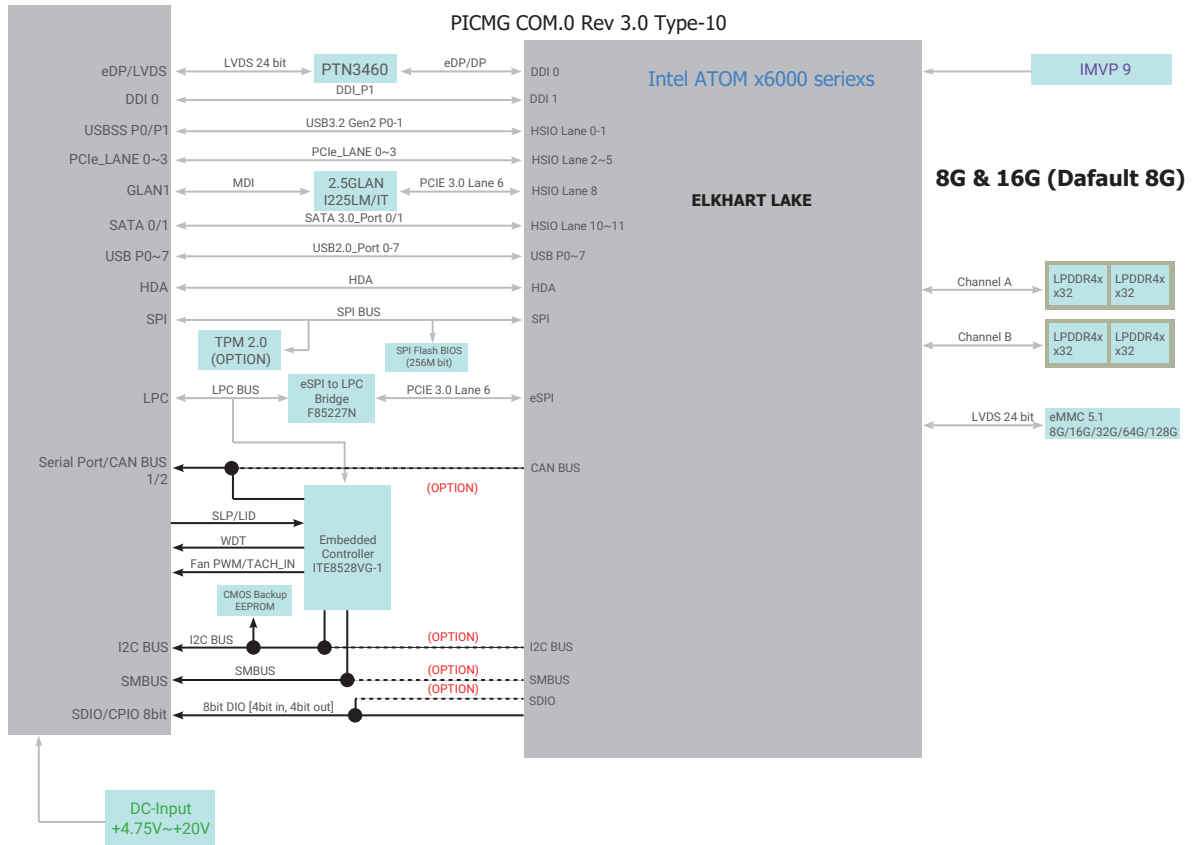 PICMG COM.0 Rev 3.0 Type-10
eDP/LVDS
LVDS 24 bit
PTN3460
eDP/DP
DDI 0
Intel ATOM x6000 seriexs
IMVP 9
DDI 0
DDI_P1
DDI 1
USBSS P0/P1
USB3.2 Gen2 P0-1
HSIO Lane 0-1
PCIe_LANE 0~3
PCIe_LANE 0~3
HSIO Lane 2~5
8G & 16G (Dafault 8G)
GLAN1
MDI
2.5GLAN
I225LM/IT
PCIE 3.0 Lane 6
HSIO Lane 8
ELKHART LAKE
SATA 0/1
SATA 3.0_Port 0/1
HSIO Lane 10~11
USB P0~7
USB2.0_Port 0-7
USB P0~7
HDA
HDA
HDA
Channel A
LPDDR4x
x32
LPDDR4x
x32
SPI
SPI BUS
SPI
TPM 2.0
(OPTION)
SPI Flash BIOS
(256M bit)
Channel B
LPDDR4x
x32
LPDDR4x
x32
LPC
LPC BUS
eSPI to LPC
Bridge
F85227N
PCIE 3.0 Lane 6
eSPI
LVDS 24 bit
eMMC 5.1
8G/16G/32G/64G/128G
Serial Port/CAN BUS
1/2
CAN BUS
(OPTION)
SLP/LID
WDT
Fan PWM/TACH_IN
Embedded
Controller
ITE8528VG-1
CMOS Backup
EEPROM
I2C BUS
I2C BUS
(OPTION)
I2C BUS
SMBUS
SMBUS
(OPTION)
SMBUS
(OPTION)
SDIO
SDIO/CPIO 8bit
8bit DIO [4bit in, 4bit out]
DC-Input
+4.75V~+20V